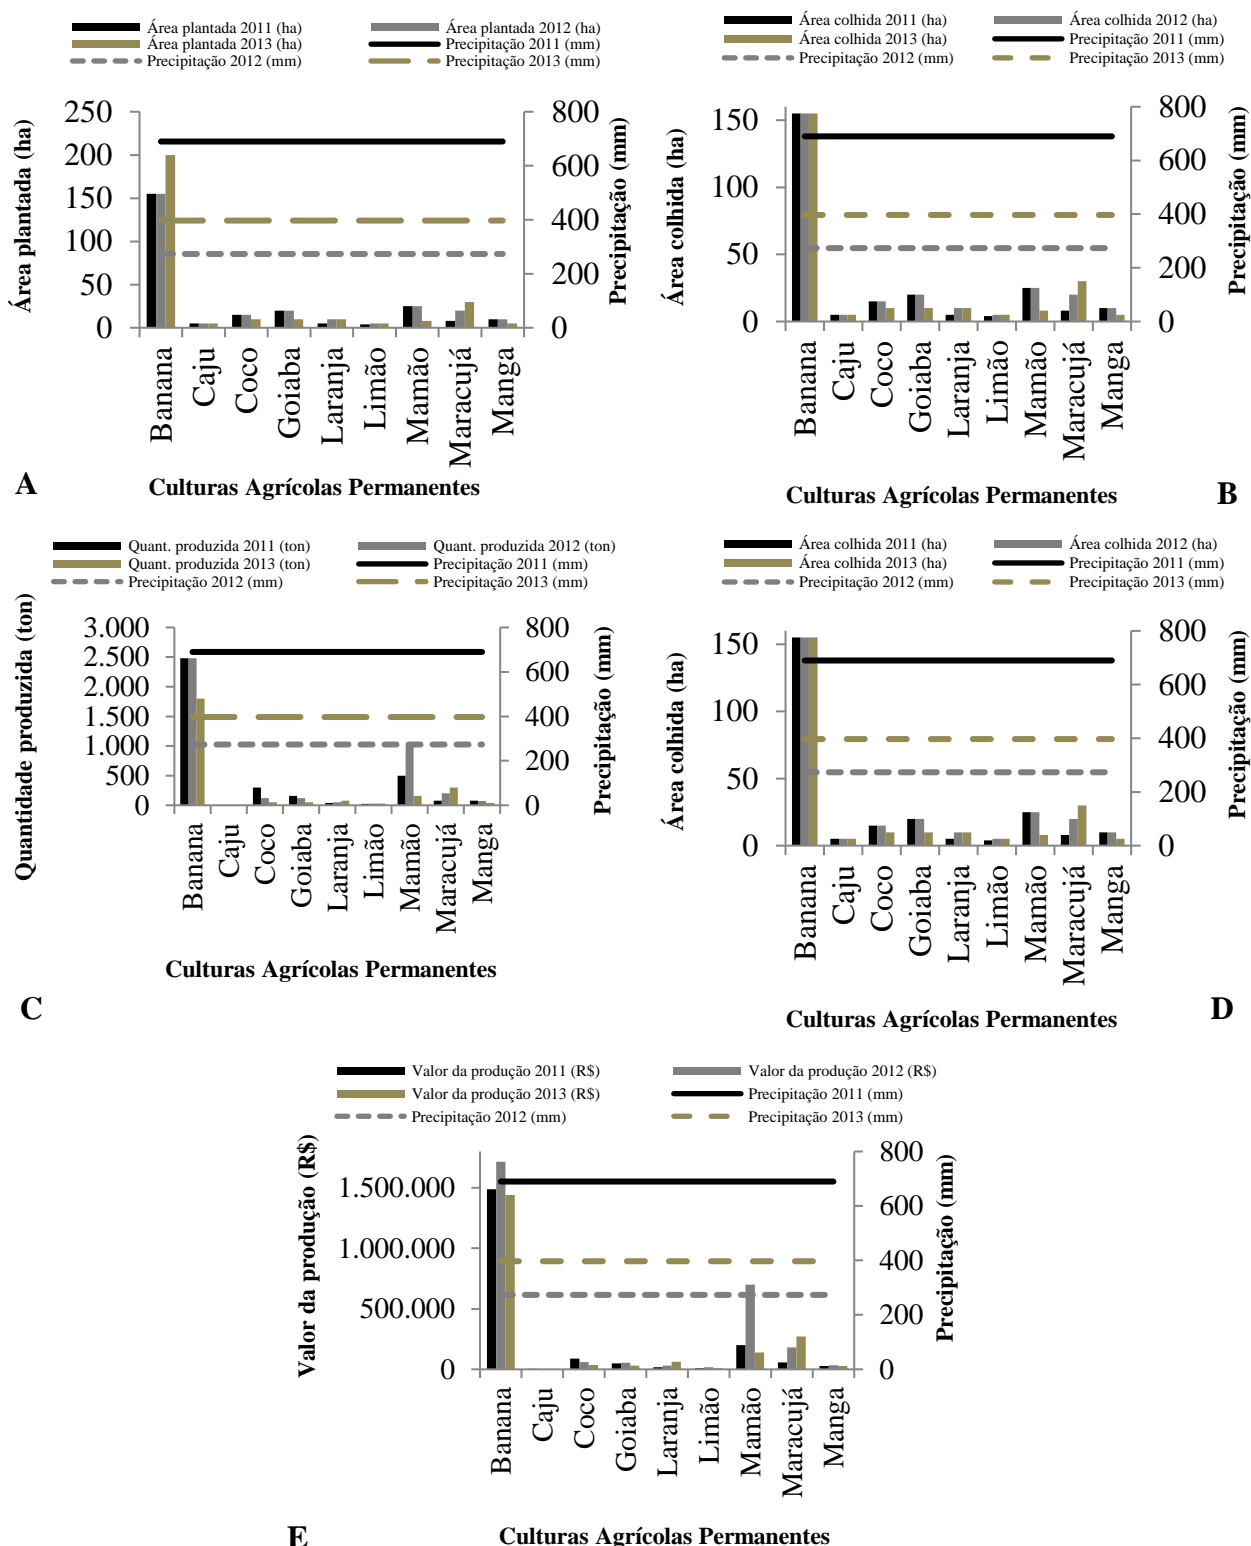 Área plantada 2011 (ha)
Área plantada 2012 (ha)
Área plantada 2013 (ha)
Precipitação 2011 (mm)
Precipitação 2012 (mm)
Precipitação 2013 (mm)
Área plantada (ha)
250
200
150
100
50
0
800
600
400
200
0
Precipitação (mm)
Banana
Caju
Coco
Goiaba
Laranja
Limão
Mamão
Maracujá
Manga
Culturas Agrícolas Permanentes
A
Área colhida 2011 (ha)
Área colhida 2012 (ha)
Área colhida 2013 (ha)
Precipitação 2011 (mm)
Precipitação 2012 (mm)
Precipitação 2013 (mm)
Área colhida (ha)
150
100
50
0
800
600
400
200
0
Precipitação (mm)
Banana
Caju
Coco
Goiaba
Laranja
Limão
Mamão
Maracujá
Manga
Culturas Agrícolas Permanentes
B
Quant. produzida 2011 (ton)
Quant. produzida 2012 (ton)
Quant. produzida 2013 (ton)
Precipitação 2011 (mm)
Precipitação 2012 (mm)
Precipitação 2013 (mm)
Quantidade produzida (ton)
3.000
2.500
2.000
1.500
1.000
500
0
800
600
400
200
0
Precipitação (mm)
Banana
Caju
Coco
Goiaba
Laranja
Limão
Mamão
Maracujá
Manga
Culturas Agrícolas Permanentes
C
Área colhida 2011 (ha)
Área colhida 2012 (ha)
Área colhida 2013 (ha)
Precipitação 2011 (mm)
Precipitação 2012 (mm)
Precipitação 2013 (mm)
Área colhida (ha)
150
100
50
0
800
600
400
200
0
Precipitação (mm)
Banana
Caju
Coco
Goiaba
Laranja
Limão
Mamão
Maracujá
Manga
Culturas Agrícolas Permanentes
D
Valor da produção 2011 (R$)
Valor da produção 2012 (R$)
Valor da produção 2013 (R$)
Precipitação 2011 (mm)
Precipitação 2012 (mm)
Precipitação 2013 (mm)
Valor da produção (R$)
1.500.000
1.000.000
500.000
0
800
600
400
200
0
Precipitação (mm)
Banana
Caju
Coco
Goiaba
Laranja
Limão
Mamão
Maracujá
Manga
Culturas Agrícolas Permanentes
E